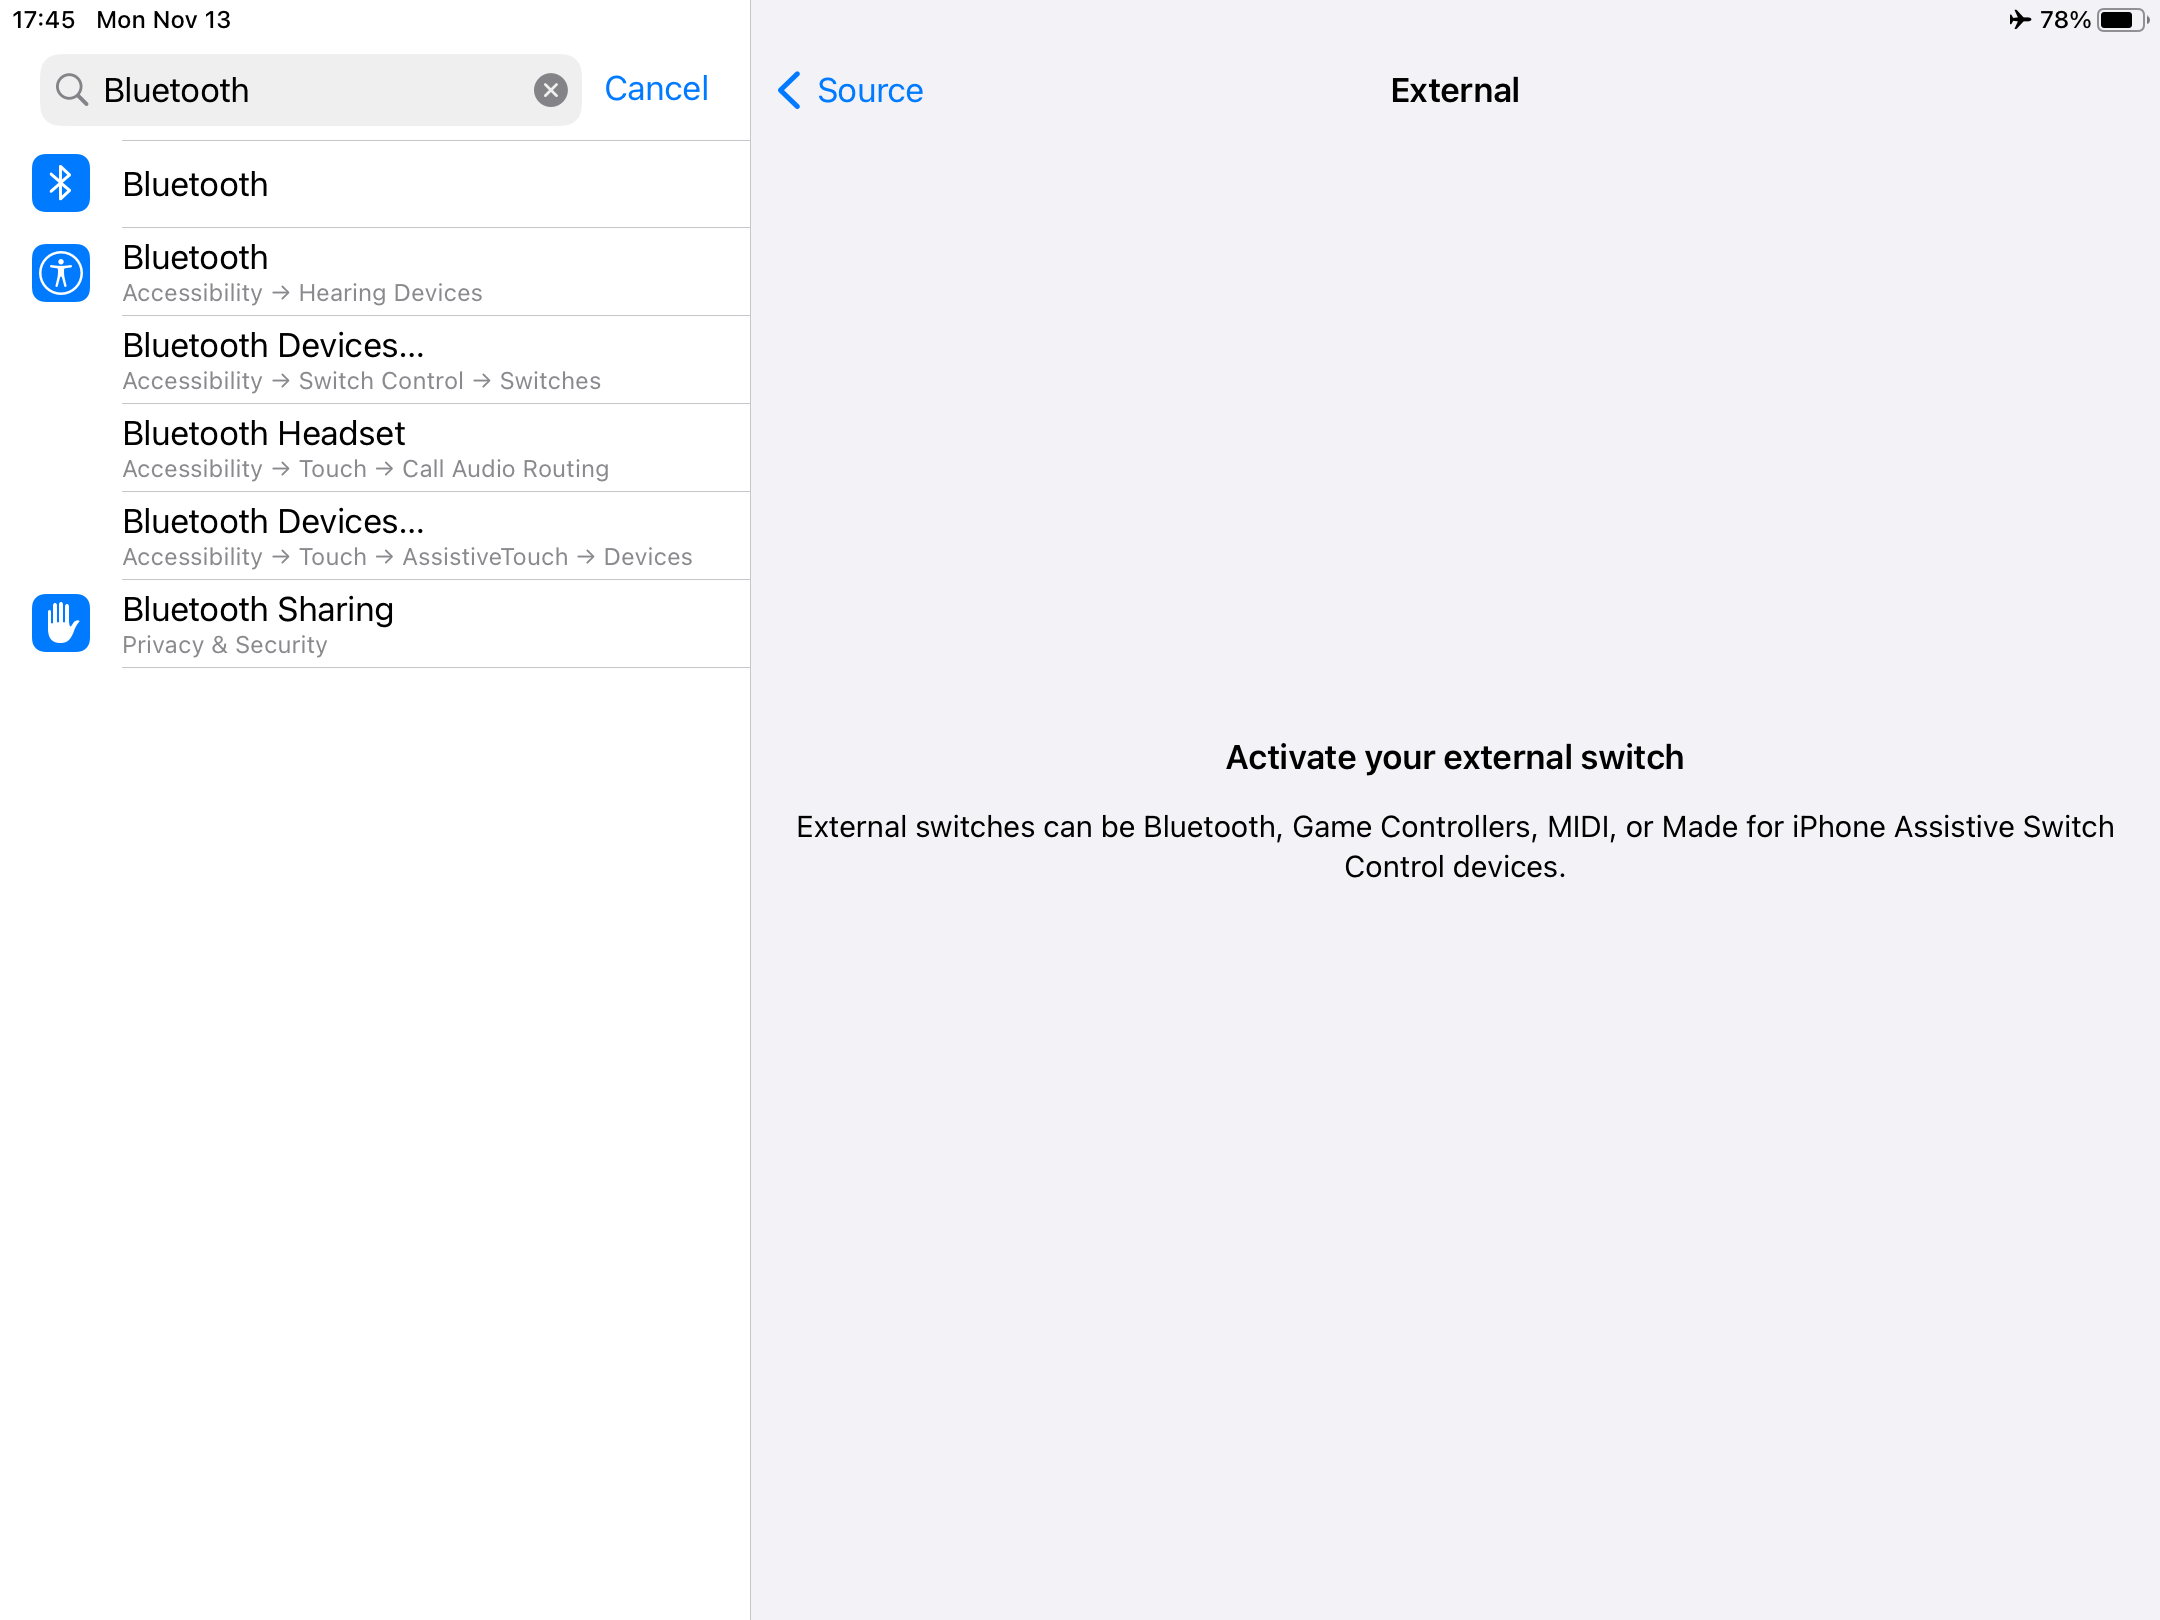 17:45 Mon Nov 13
78%
Bluetooth
Cancel
Bluetooth
Bluetooth
Accessibility → Hearing Devices
Bluetooth Devices...
Accessibility → Switch Control → Switches
Bluetooth Headset
Accessibility → Touch → Call Audio Routing
Bluetooth Devices...
Accessibility → Touch → AssistiveTouch → Devices
Bluetooth Sharing
Privacy & Security
Source
External
Activate your external switch
External switches can be Bluetooth, Game Controllers, MIDI, or Made for iPhone Assistive Switch
Control devices.